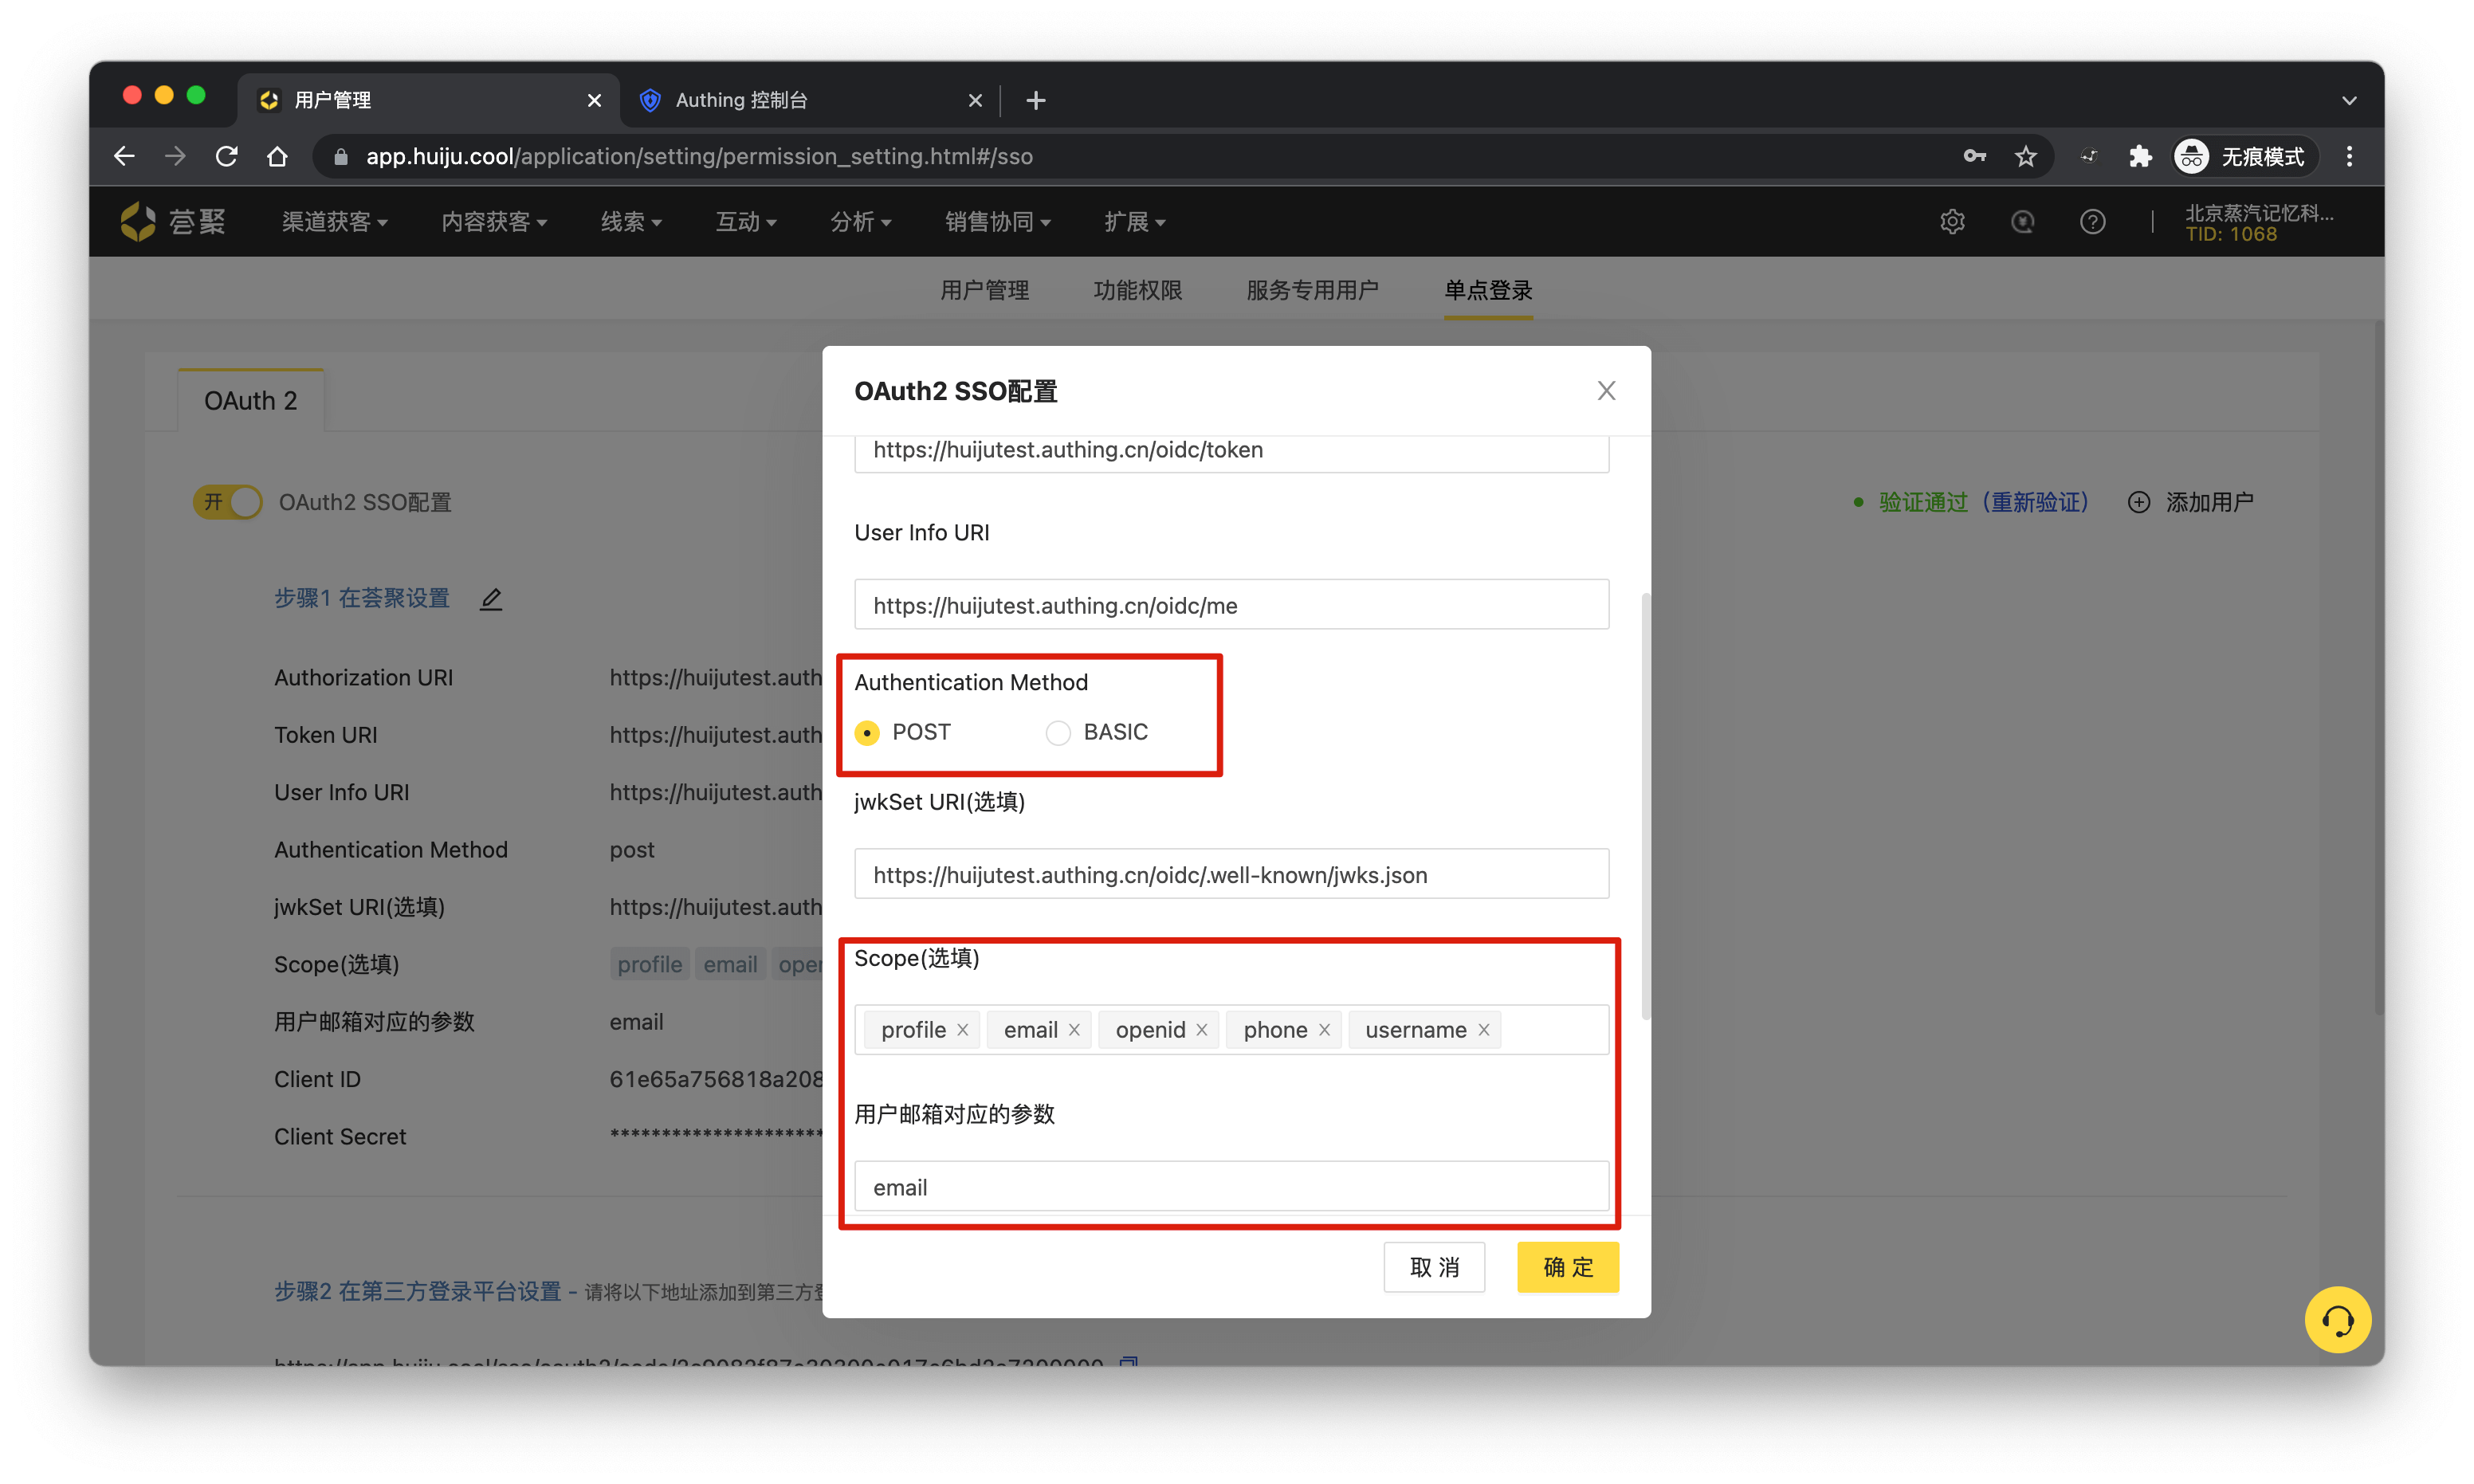 用户管理
Authing 控制台
app.huiju.cool/application/setting/permission_setting.html#/sso
无痕模式
荟聚
渠道获客
内容获客
线索
互动
分析
销售协同
扩展
北京蒸汽记忆科...
TID: 1068
用户管理
功能权限
服务专用用户
单点登录
OAuth 2
开
OAuth2 SSO配置
验证通过
(重新验证)
添加用户
步骤1 在荟聚设置
Authorization URI
https://huijutest.auth
Token URI
https://huijutest.auth
User Info URI
https://huijutest.auth
Authentication Method
post
jwkSet URI(选填)
https://huijutest.auth
Scope(选填)
profile
email
oper
用户邮箱对应的参数
email
Client ID
61e65a756818a208
Client Secret
********************
步骤2 在第三方登录平台设置 - 请将以下地址添加到第三方登
OAuth2 SSO配置
https://huijutest.authing.cn/oidc/token
User Info URI
https://huijutest.authing.cn/oidc/me
Authentication Method
POST
BASIC
jwkSet URI(选填)
https://huijutest.authing.cn/oidc/.well-known/jwks.json
Scope(选填)
profile
email
openid
phone
username
用户邮箱对应的参数
email
取 消
确 定